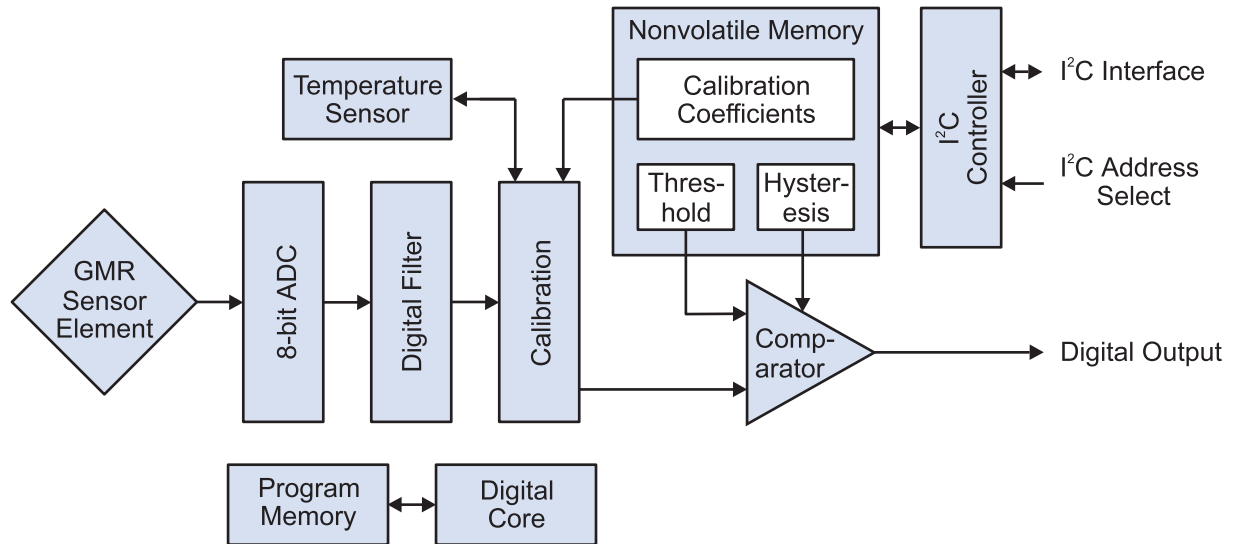 Nonvolatile Memory
Temperature
Sensor
Calibration
Coefficients
I²C
Controller
I²C Interface
I²C Address
Select
Thres-
hold
Hyster-
esis
GMR
Sensor
Element
8-bit ADC
Digital Filter
Calibration
Comp-
arator
Digital Output
Program
Memory
Digital
Core